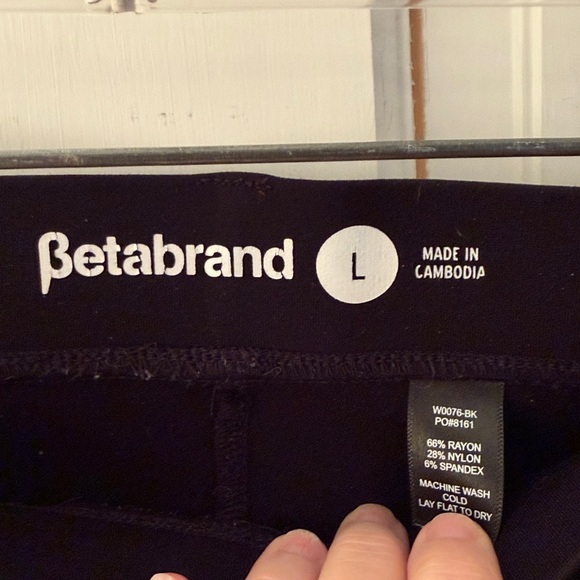 βetabrand
L
MADE IN
CAMBODIA
W0076-BK
PO#8161
66% RAYON
28% NYLON
6% SPANDEX
MACHINE WASH
COLD
LAY FLAT TO DRY